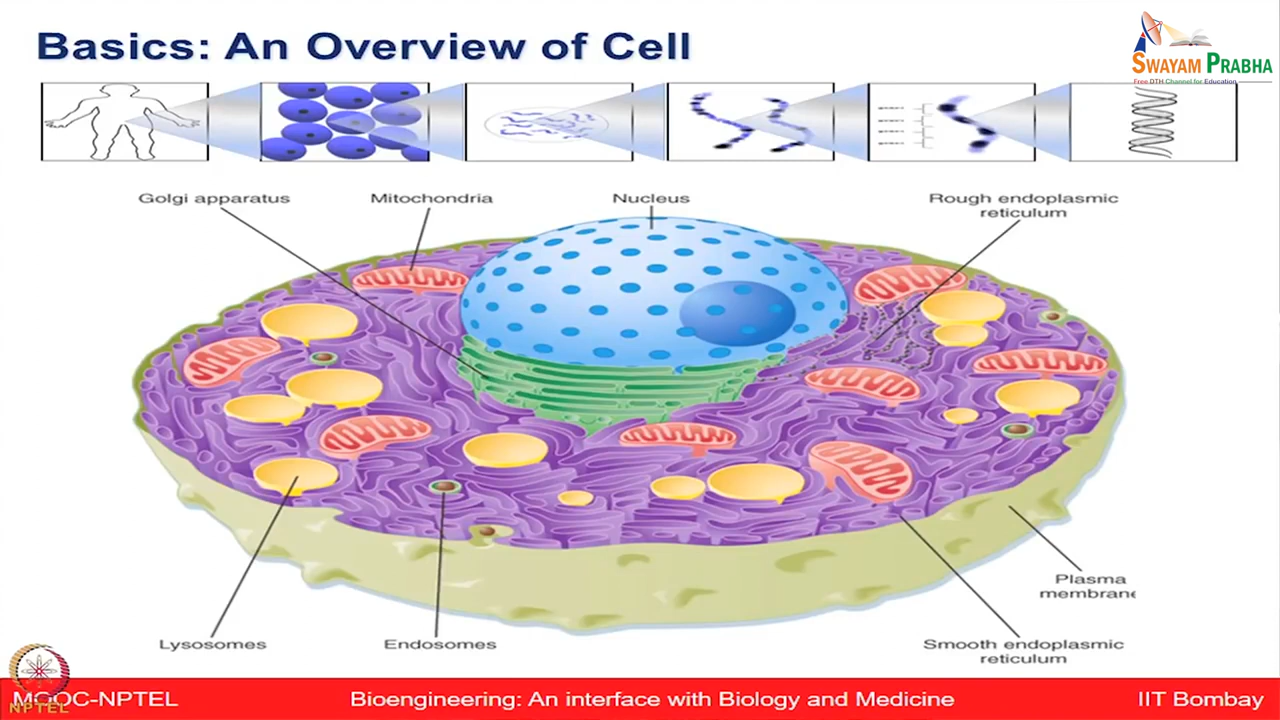 Basics: An Overview of Cell
SWAYAM PRABHA
Free DTH Channel for Education
Golgi apparatus
Mitochondria
Nucleus
Rough endoplasmic
reticulum
Plasma
membrane
Lysosomes
Endosomes
Smooth endoplasmic
reticulum
MOOC-NPTEL
Bioengineering: An interface with Biology and Medicine
IIT Bombay
NPTEL